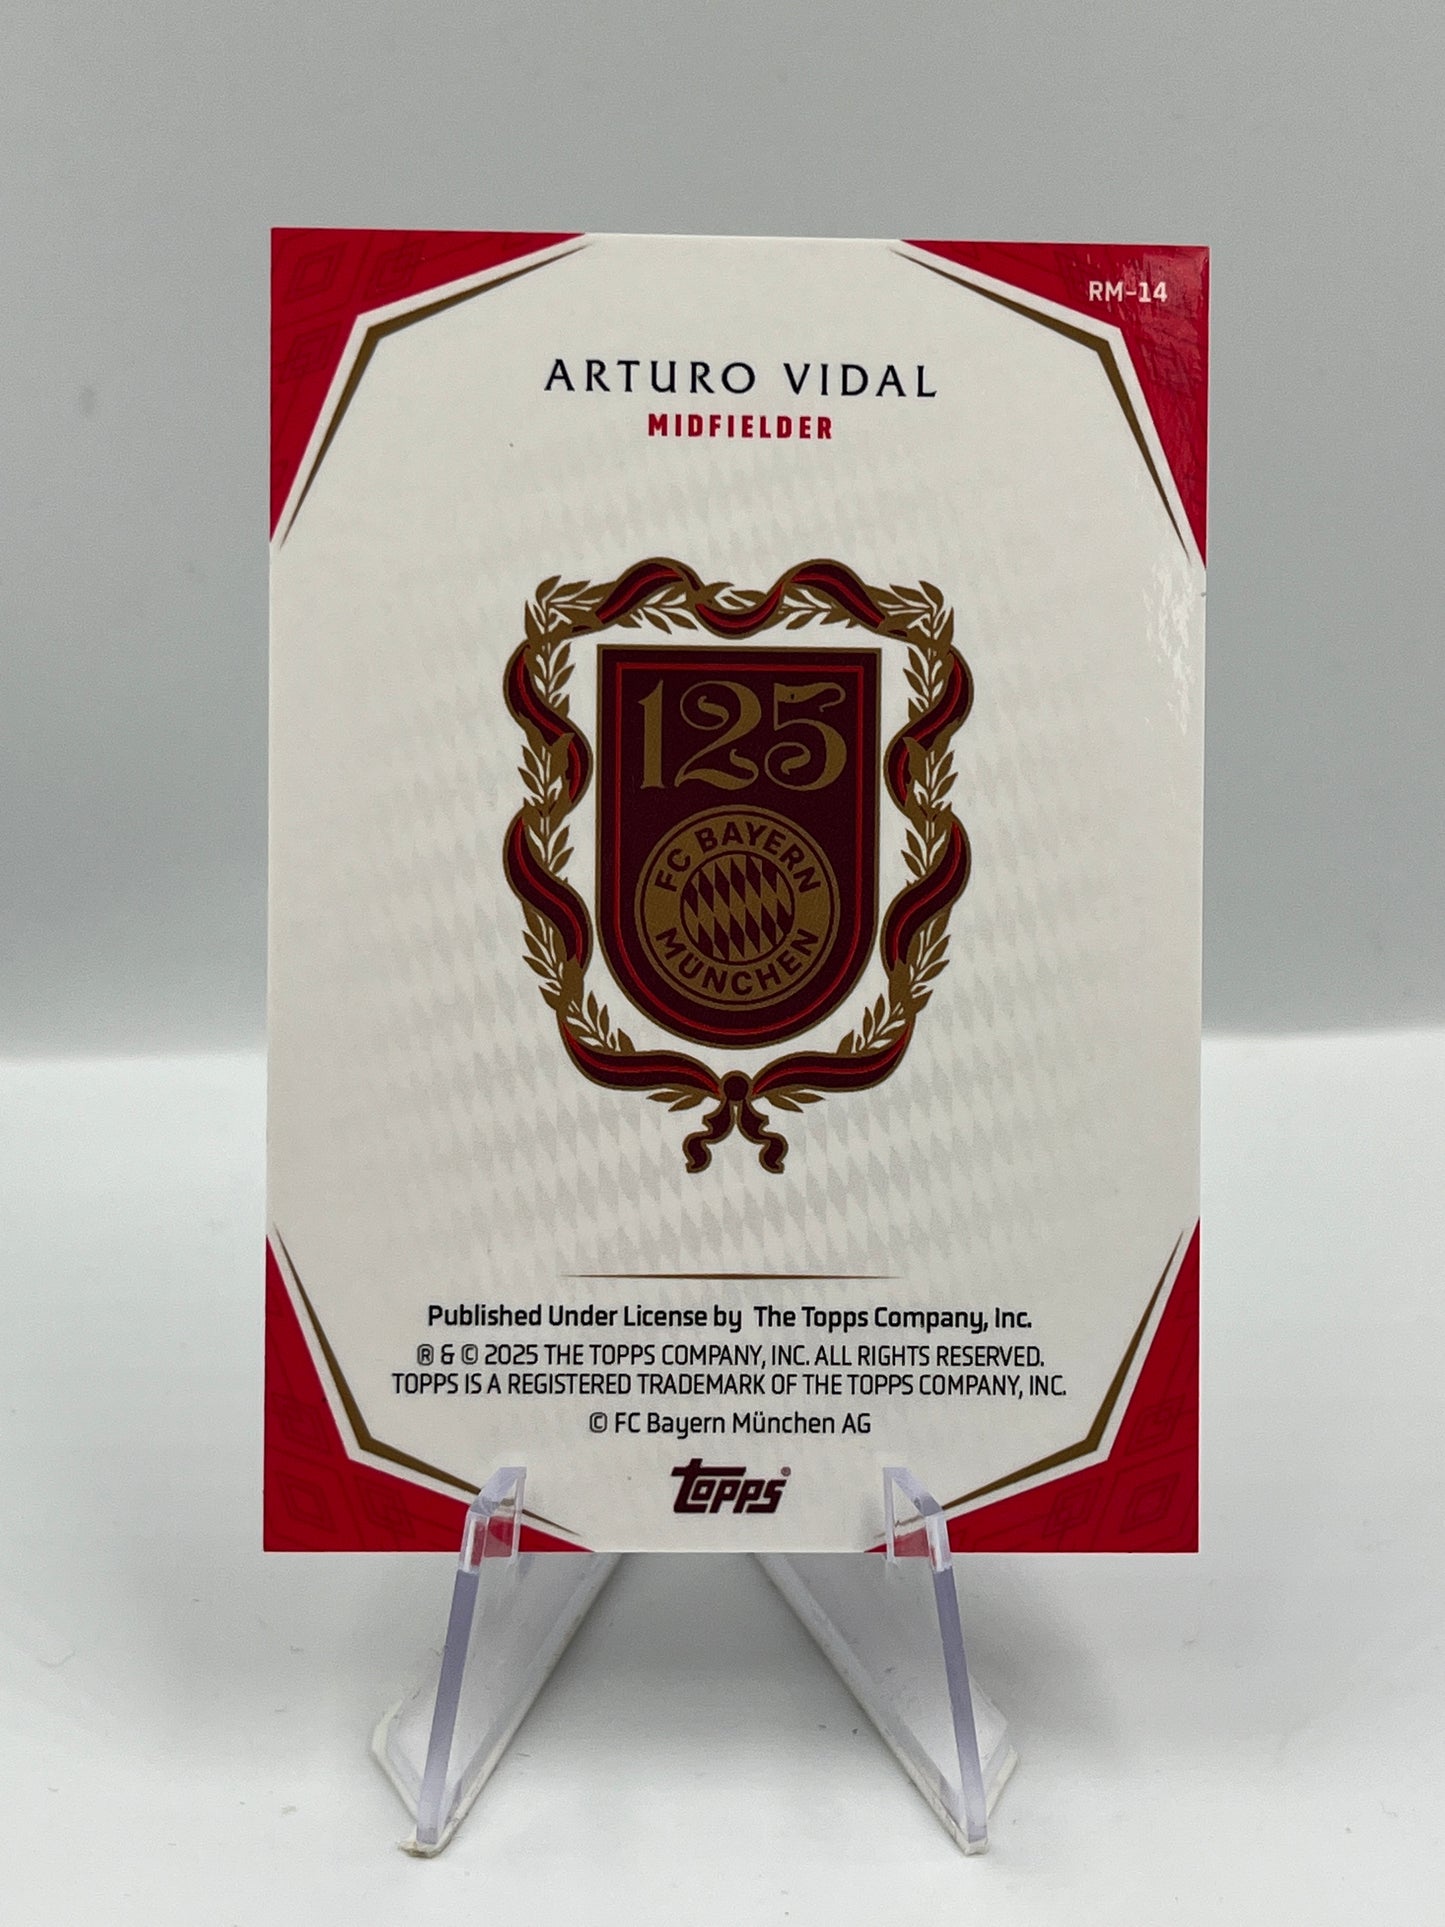 RM-14
ARTURO VIDAL
MIDFIELDER
125
FC BAYERN
MÜNCHEN
Published Under License by The Topps Company, Inc.
® & © 2025 THE TOPPS COMPANY, INC. ALL RIGHTS RESERVED.
TOPPS IS A REGISTERED TRADEMARK OF THE TOPPS COMPANY, INC.
© FC Bayern München AG
topps®